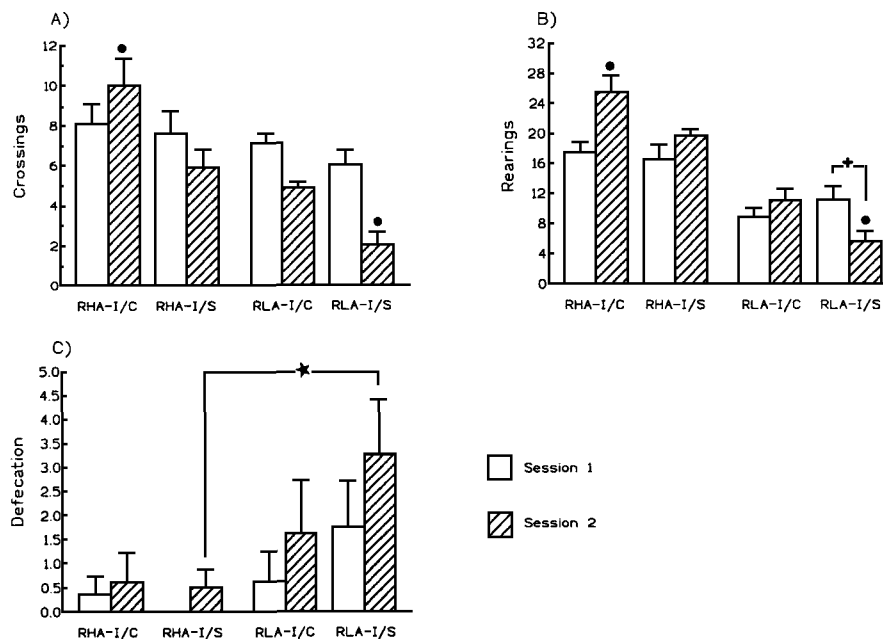 A)
Crossings
12
10
8
6
4
2
0
RHA-I/C RHA-I/S RLA-I/C RLA-I/S
B)
Rearings
32
28
24
20
16
12
8
4
0
RHA-I/C RHA-I/S RLA-I/C RLA-I/S
C)
Defecation
5.0
4.5
4.0
3.5
3.0
2.5
2.0
1.5
1.0
0.5
0.0
RHA-I/C RHA-I/S RLA-I/C RLA-I/S
Session 1
Session 2